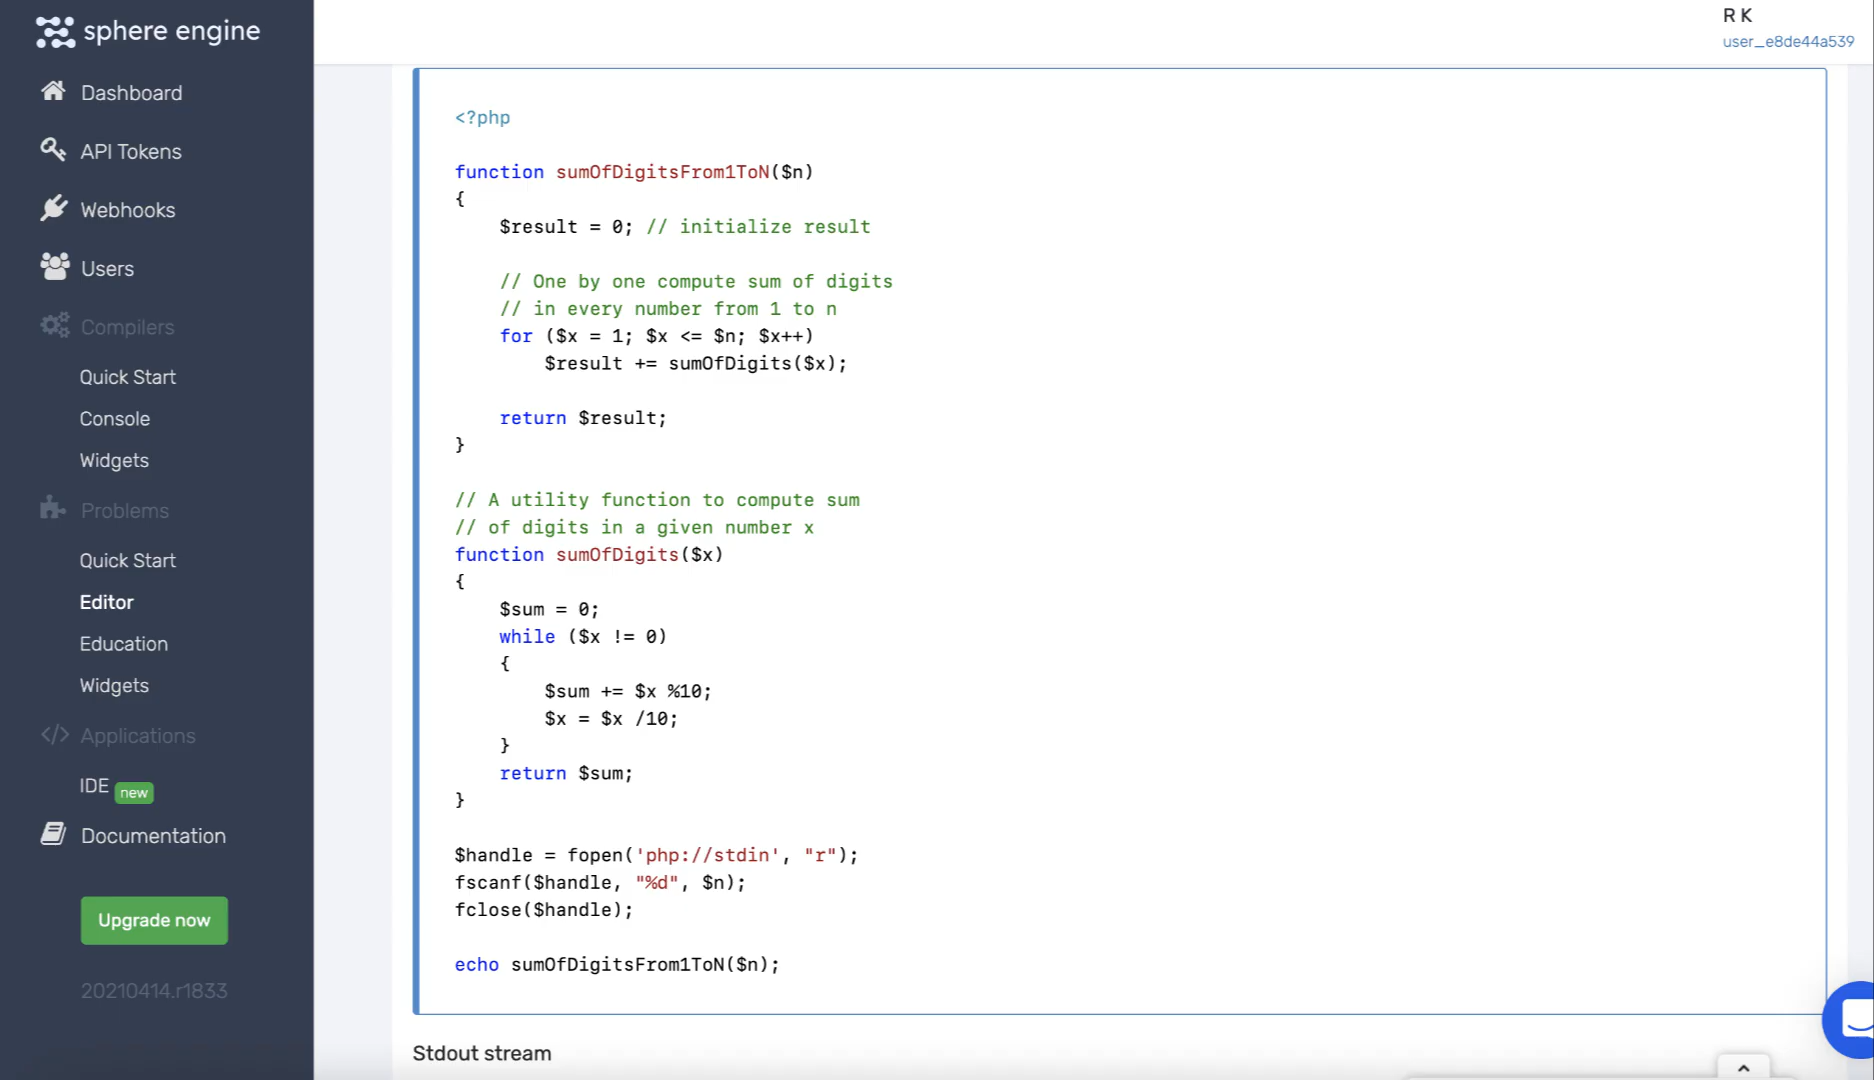 sphere engine
Dashboard
API Tokens
Webhooks
Users
Compilers
Quick Start
Console
Widgets
Problems
Quick Start
Editor
Education
Widgets
Applications
IDE new
Documentation
Upgrade now
20210414.r1833
R K
user_e8de44a539
<?php
function sumOfDigitsFrom1ToN($n)
{
$result = 0; // initialize result
// One by one compute sum of digits
// in every number from 1 to n
for ($x = 1; $x <= $n; $x++)
$result += sumOfDigits($x);
return $result;
}
// A utility function to compute sum
// of digits in a given number x
function sumOfDigits($x)
{
$sum = 0;
while ($x != 0)
{
$sum += $x %10;
$x = $x /10;
}
return $sum;
}
$handle = fopen('php://stdin', "r");
fscanf($handle, "%d", $n);
fclose($handle);
echo sumOfDigitsFrom1ToN($n);
Stdout stream